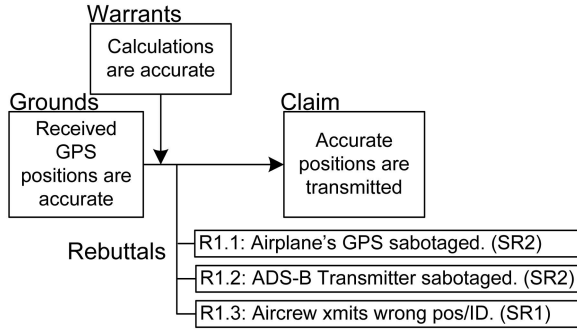 Warrants
Calculations
are accurate
Grounds
Claim
Received
GPS
positions are
accurate
Accurate
positions are
transmitted
Rebuttals
R1.1: Airplane's GPS sabotaged. (SR2)
R1.2: ADS-B Transmitter sabotaged. (SR2)
R1.3: Aircrew xmits wrong pos/ID. (SR1)